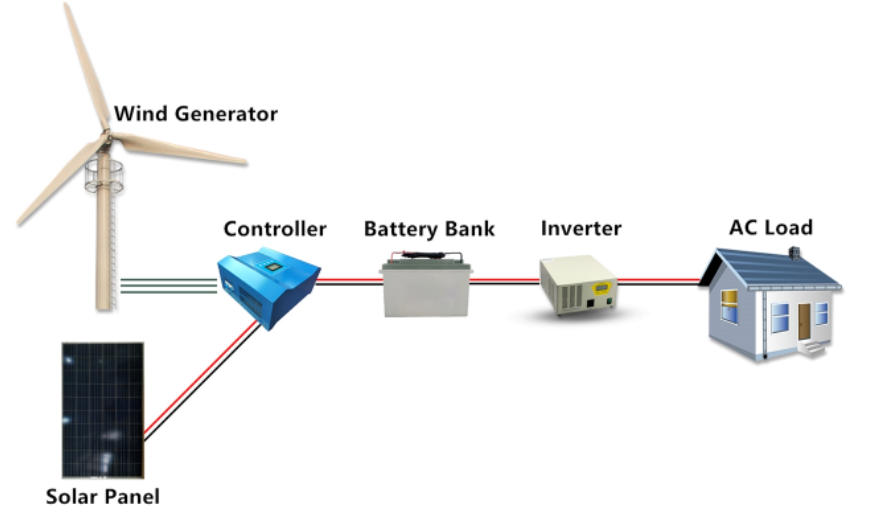 Wind Generator
Controller
Battery Bank
Inverter
AC Load
Solar Panel